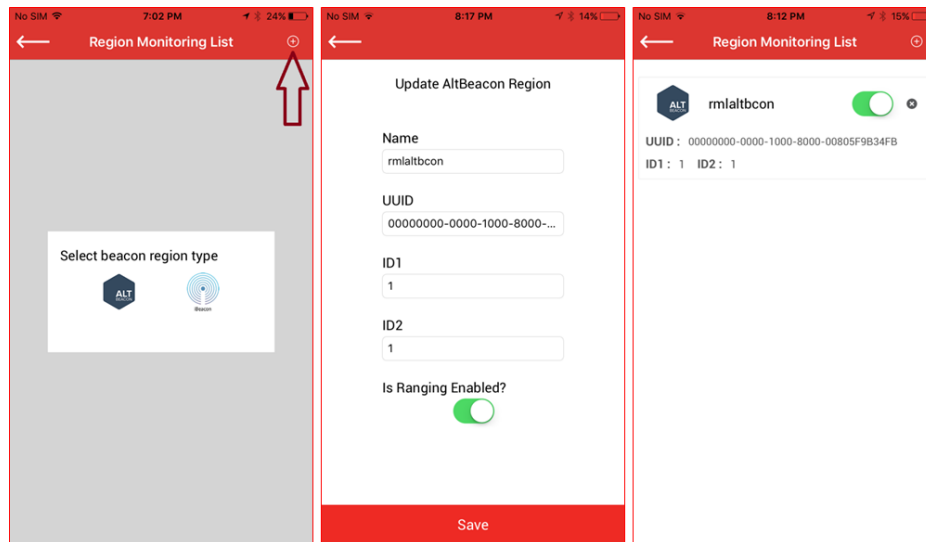 No SIM 7:02 PM 24%
Region Monitoring List
Select beacon region type
ALT
BEACON
iBeacon
No SIM 8:17 PM 14%
Update AltBeacon Region
Name
rmlaltbcon
UUID
00000000-0000-1000-8000-...
ID1
1
ID2
1
Is Ranging Enabled?
Save
No SIM 8:12 PM 15%
Region Monitoring List
ALT
BEACON
rmlaltbcon
UUID : 00000000-0000-1000-8000-00805F9B34FB
ID1 : 1 ID2 : 1